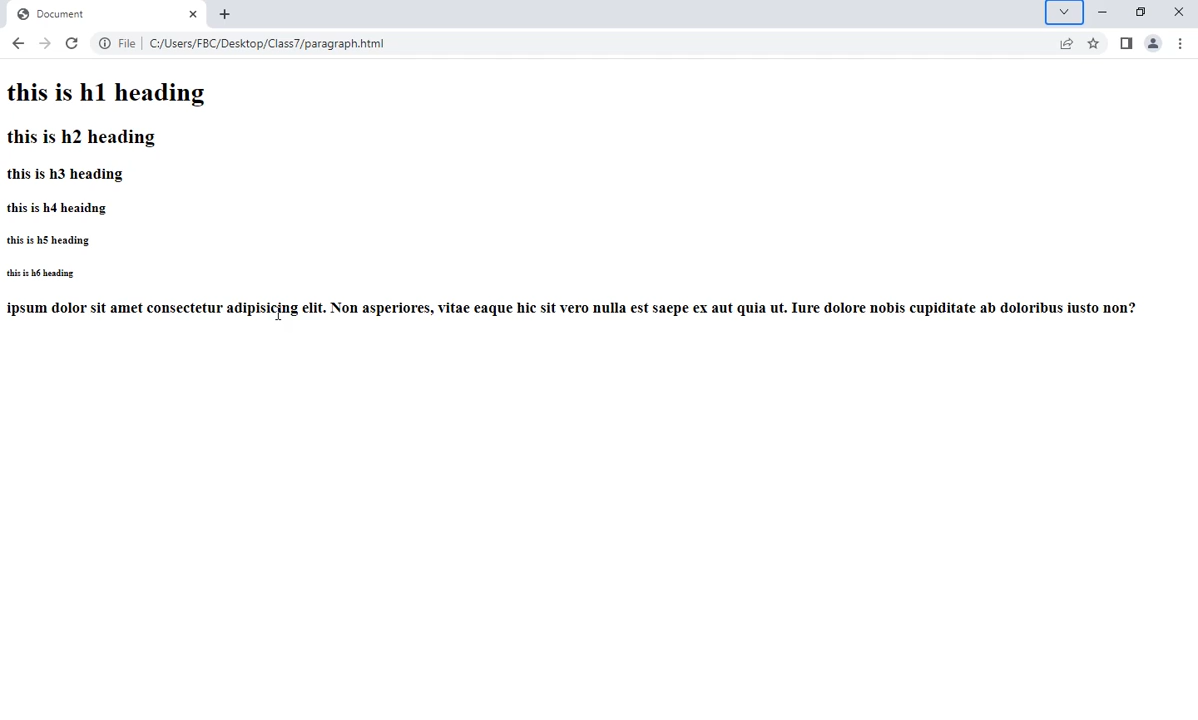 Document
File
C:/Users/FBC/Desktop/Class7/paragraph.html
this is h1 heading
this is h2 heading
this is h3 heading
this is h4 heaidng
this is h5 heading
this is h6 heading
ipsum dolor sit amet consectetur adipisicing elit. Non asperiores, vitae eaque hic sit vero nulla est saepe ex aut quia ut. Iure dolore nobis cupiditate ab doloribus iusto non?